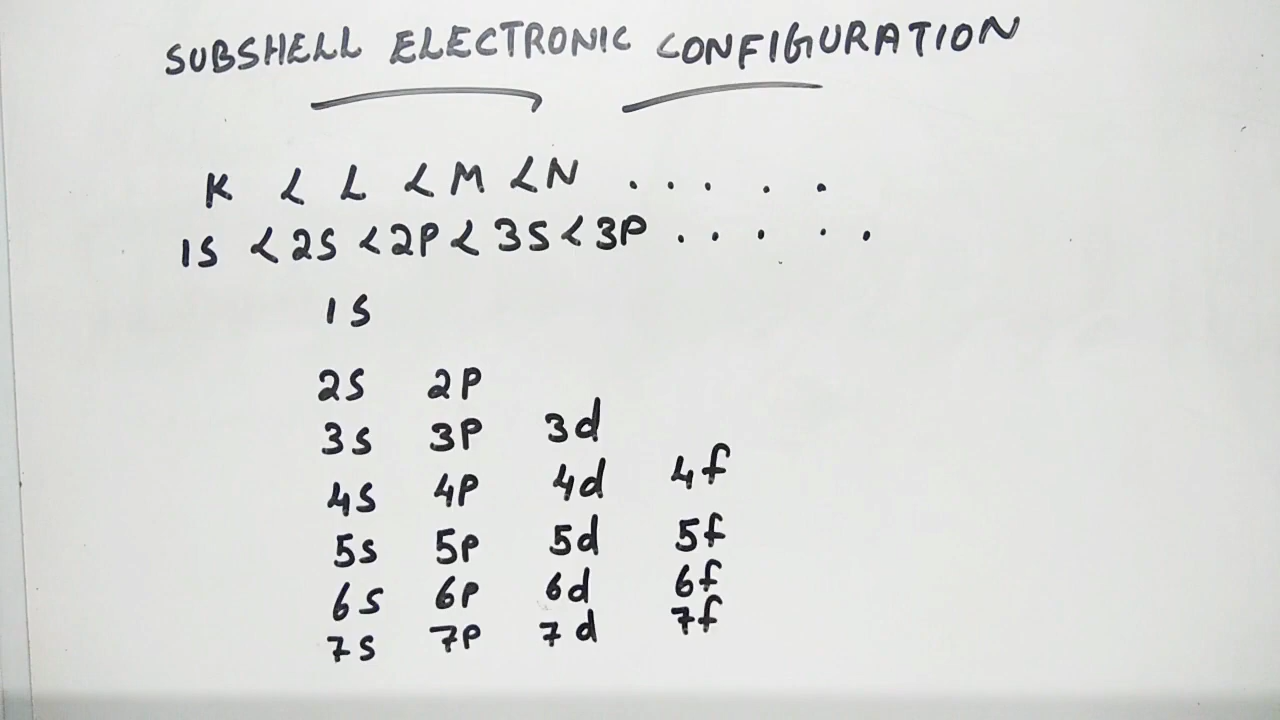 SUBSHELL ELECTRONIC CONFIGURATION
K < L < M < N . . . . .
1S < 2S < 2P < 3S < 3P . . . . .
1S
2S 2P
3S 3P 3d
4S 4P 4d 4f
5S 5P 5d 5f
6S 6P 6d 6f
7S 7P 7d 7f